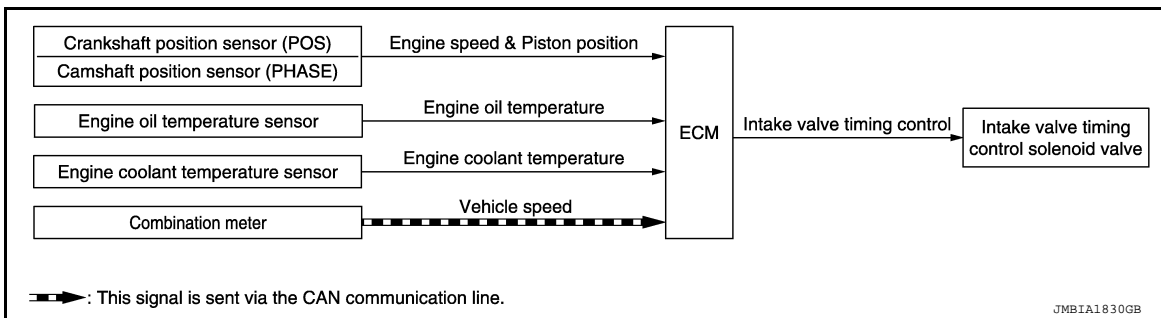 Crankshaft position sensor (POS)
Camshaft position sensor (PHASE)
Engine speed & Piston position
Engine oil temperature sensor
Engine oil temperature
Engine coolant temperature sensor
Engine coolant temperature
Combination meter
Vehicle speed
ECM
Intake valve timing control
Intake valve timing
control solenoid valve
: This signal is sent via the CAN communication line.
JMBIA1830GB